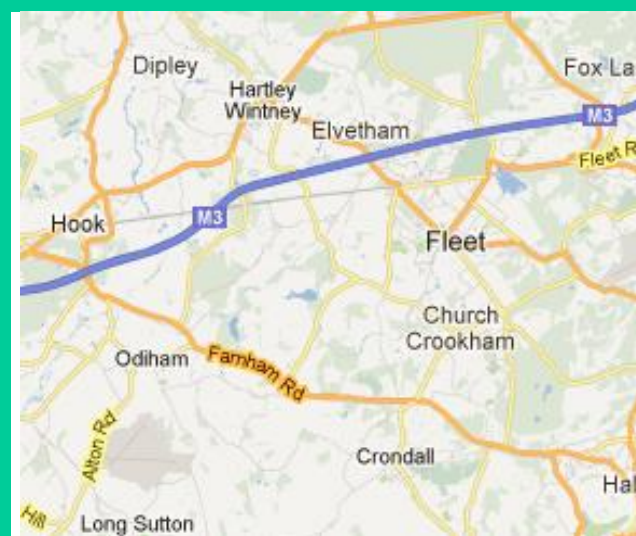 Dipley
Fox La
Hartley
Wintney
M3
Elvetham
Fleet R
Hook
M3
Fleet
Church
Crookham
Odiham
Farnham Rd
Alton Rd
Crondall
Hal
Hill
Long Sutton